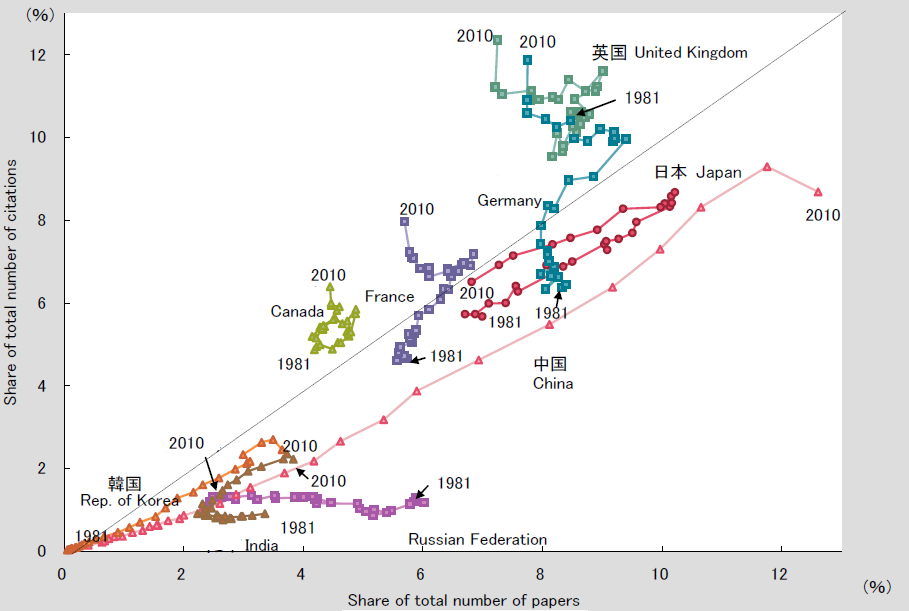 (%)
12
10
8
6
4
2
0
0
2
4
6
8
10
12
(%)
Share of total number of citations
Share of total number of papers
2010
2010
英国 United Kingdom
1981
日本 Japan
2010
Germany
2010
2010
France
2010
Canada
1981
1981
1981
1981
中国
China
2010
2010
2010
韓国
Rep. of Korea
1981
1981
1981
India
Russian Federation